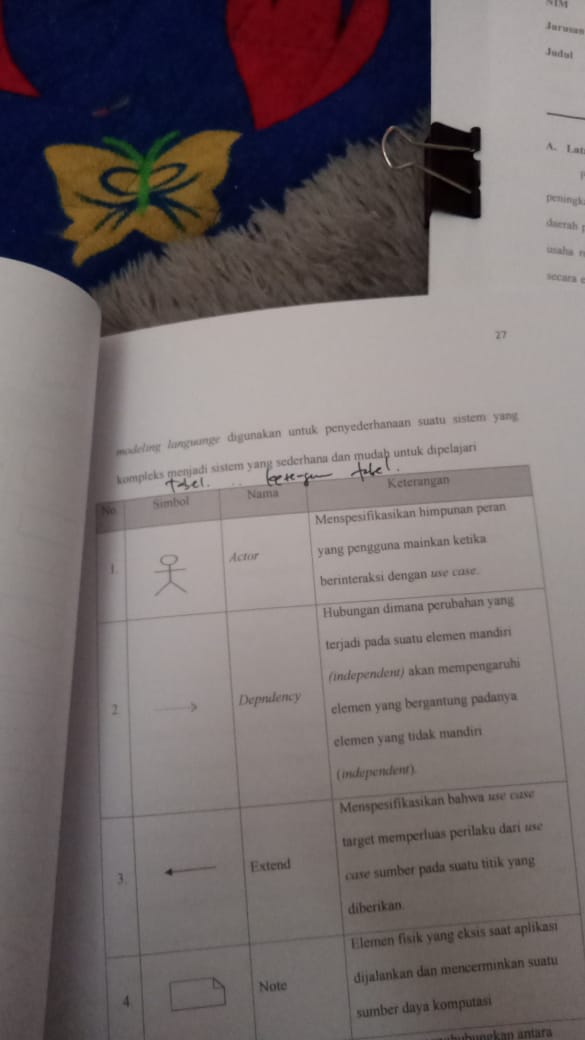 NIM
Jurusan
Judul
A. Lat
peningk
daerah p
usaha
secara
27
modeling languange digunakan untuk penyederhanaan suatu sistem yang
kompleks menjadi sistem yang sederhana dan mudah untuk dipelajari
tabel. keterangan tabel.
No. Simbol Nama Keterangan
1. Actor Menspesifikasikan himpunan peran
yang pengguna mainkan ketika
berinteraksi dengan use case.
2. Depndency Hubungan dimana perubahan yang
terjadi pada suatu elemen mandiri
(independent) akan mempengaruhi
elemen yang bergantung padanya
elemen yang tidak mandiri
(independent).
3. Extend Menspesifikasikan bahwa use case
target memperluas perilaku dari use
case sumber pada suatu titik yang
diberikan.
4. Note Elemen fisik yang eksis saat aplikasi
dijalankan dan mencerminkan suatu
sumber daya komputasi
antara